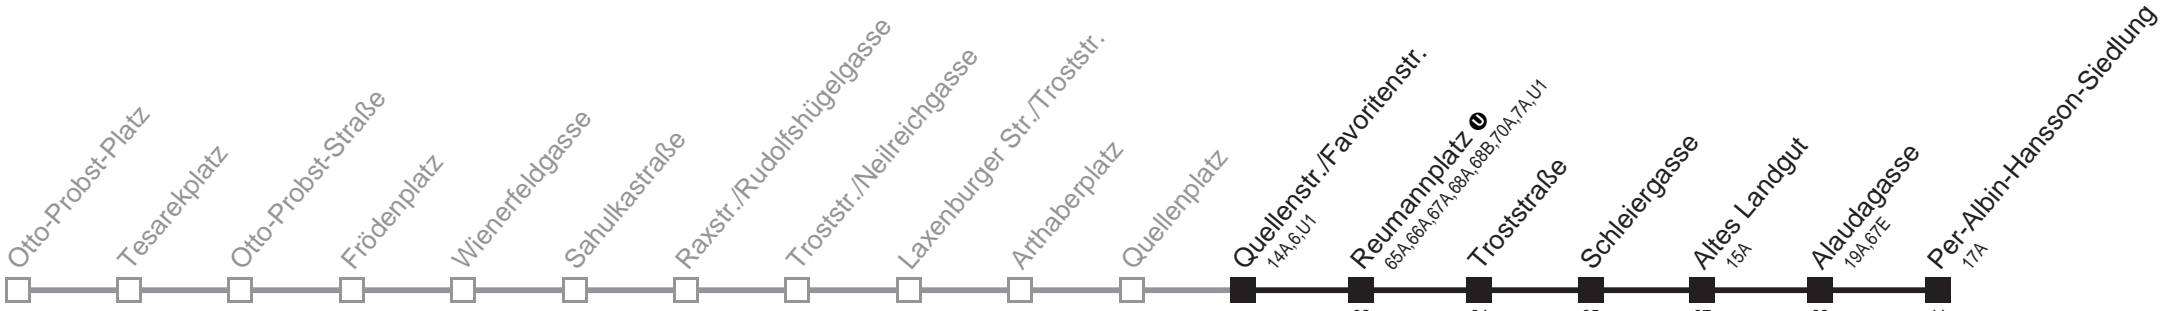 Otto-Probst-Platz
Tesarekplatz
Otto-Probst-Straße
Frödenplatz
Wienerfeldgasse
Sahulkastraße
Raxstr./Rudolfshügelgasse
Troststr./Neilreichgasse
Laxenburger Str./Troststr.
Arthaberplatz
Quellenplatz
Quellenstr./Favoritenstr.
14A,6,U1
Reumannplatz U
65A,66A,67A,68A,68B,70A,7A,U1
Troststraße
Schleiergasse
Altes Landgut
15A
Alaudagasse
19A,67E
Per-Albin-Hansson-Siedlung
17A